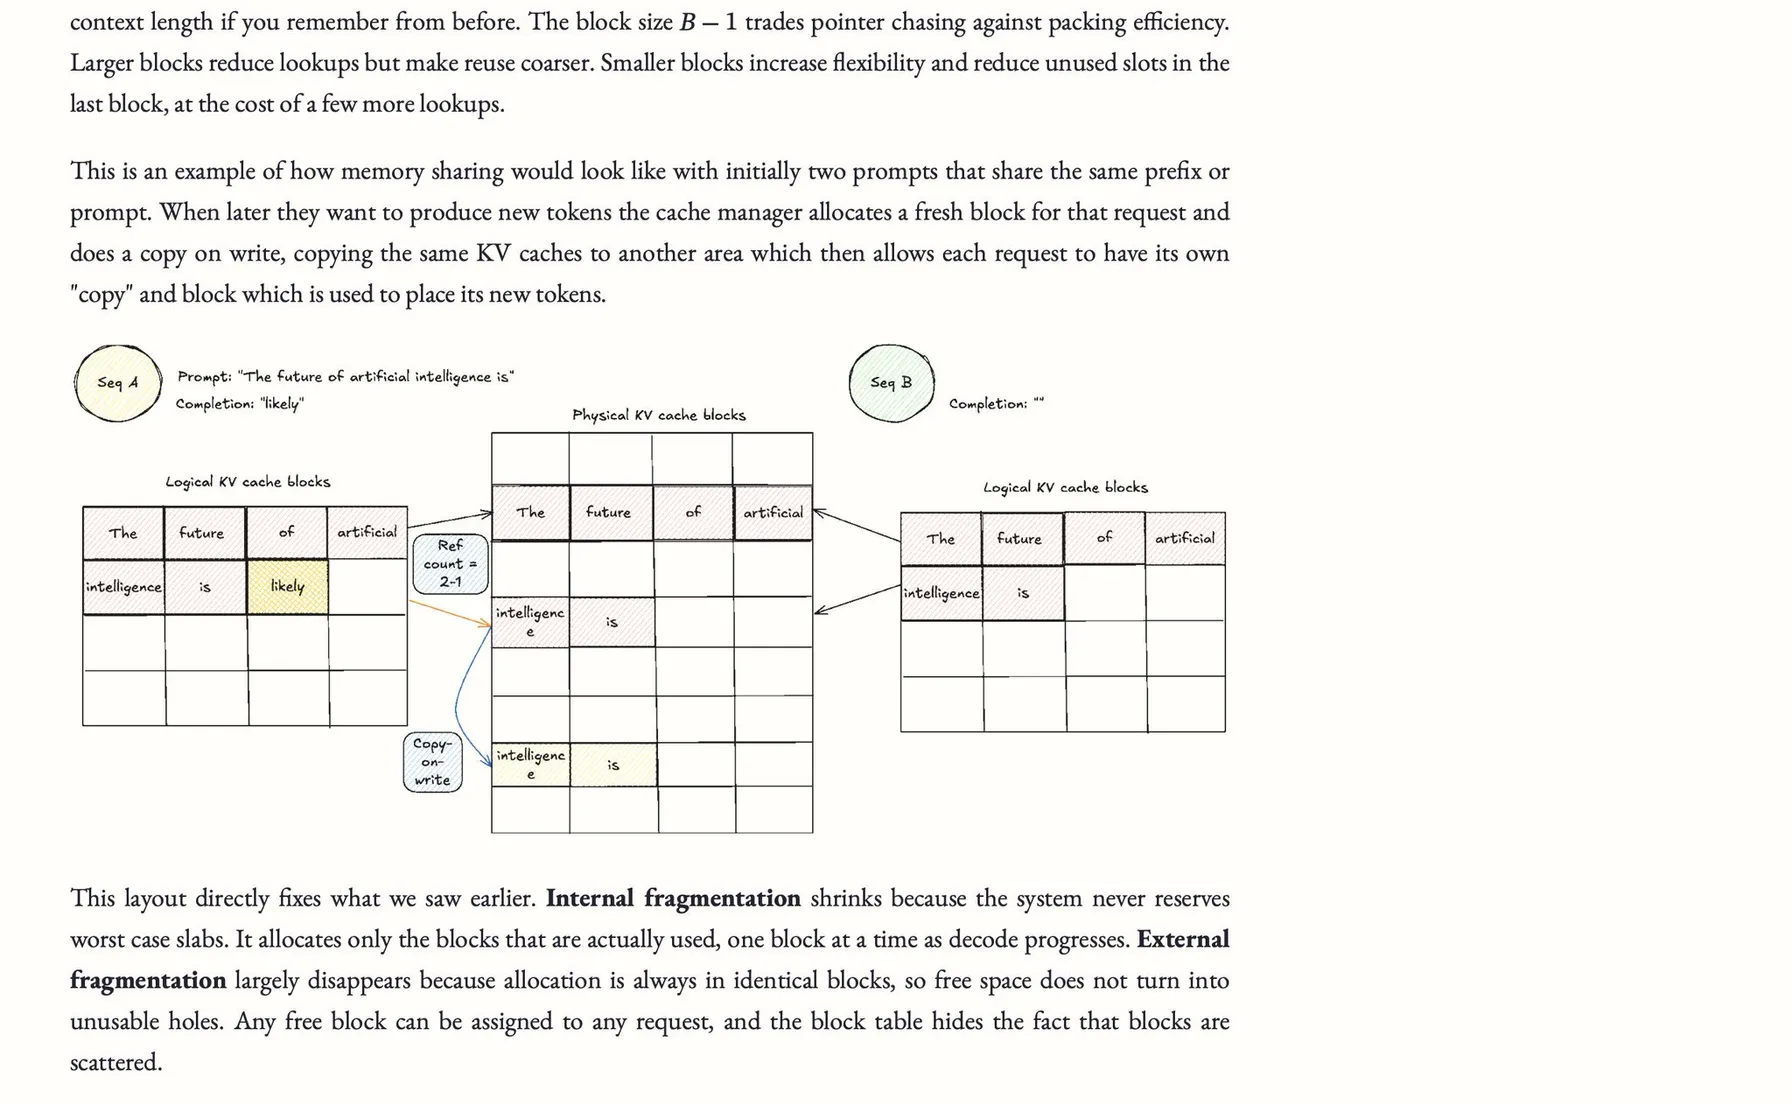 context length if you remember from before. The block size B – 1 trades pointer chasing against packing efficiency.
Larger blocks reduce lookups but make reuse coarser. Smaller blocks increase flexibility and reduce unused slots in the
last block, at the cost of a few more lookups.
This is an example of how memory sharing would look like with initially two prompts that share the same prefix or
prompt. When later they want to produce new tokens the cache manager allocates a fresh block for that request and
does a copy on write, copying the same KV caches to another area which then allows each request to have its own
"copy" and block which is used to place its new tokens.
Seq A
Prompt: "The future of artificial intelligence is"
Completion: "likely"
Seq B
Completion: ""
Logical KV cache blocks
The future of artificial
intelligence is likely
Ref
count =
2-1
Copy-
on-
write
Physical KV cache blocks
The future of artificial
intelligenc
e
is
intelligenc
e
is
Logical KV cache blocks
The future of artificial
intelligence is
This layout directly fixes what we saw earlier. Internal fragmentation shrinks because the system never reserves
worst case slabs. It allocates only the blocks that are actually used, one block at a time as decode progresses. External
fragmentation largely disappears because allocation is always in identical blocks, so free space does not turn into
unusable holes. Any free block can be assigned to any request, and the block table hides the fact that blocks are
scattered.